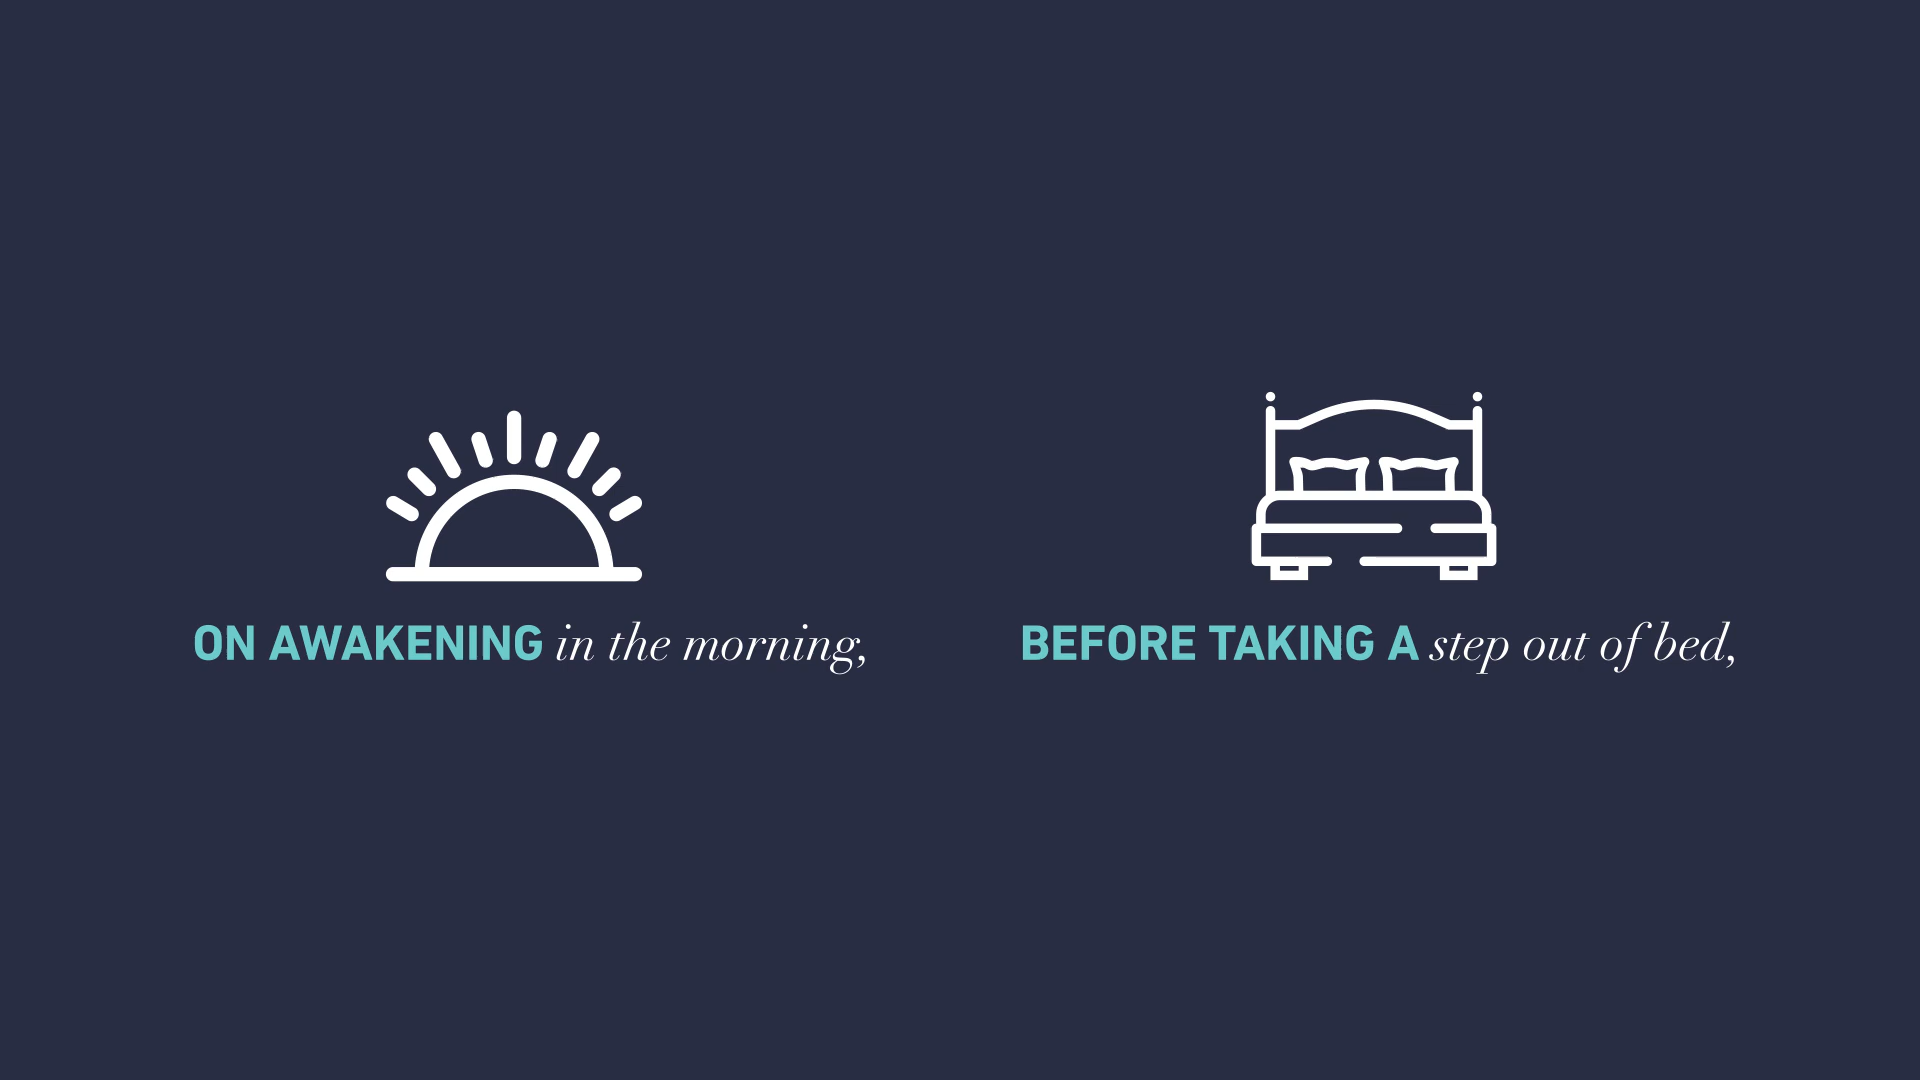 ON AWAKENING in the morning,
BEFORE TAKING A step out of bed,